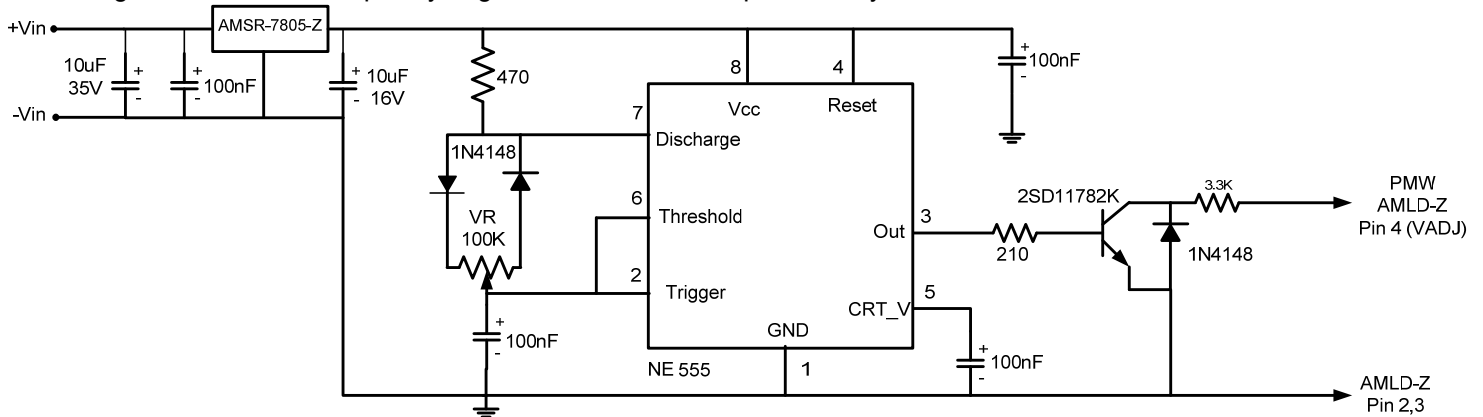 +Vin
AMSR-7805-Z
10uF
35V
+
-
+
-
100nF
+
-
10uF
16V
-Vin
470
8
4
Vcc
Reset
+
-
100nF
7
Discharge
1N4148
6
Threshold
VR
100K
2
Trigger
+
-
100nF
Out
3
210
2SD11782K
3.3K
1N4148
PMW
AMLD-Z
Pin 4 (VADJ)
CRT_V
5
GND
1
NE 555
+
-
100nF
AMLD-Z
Pin 2,3